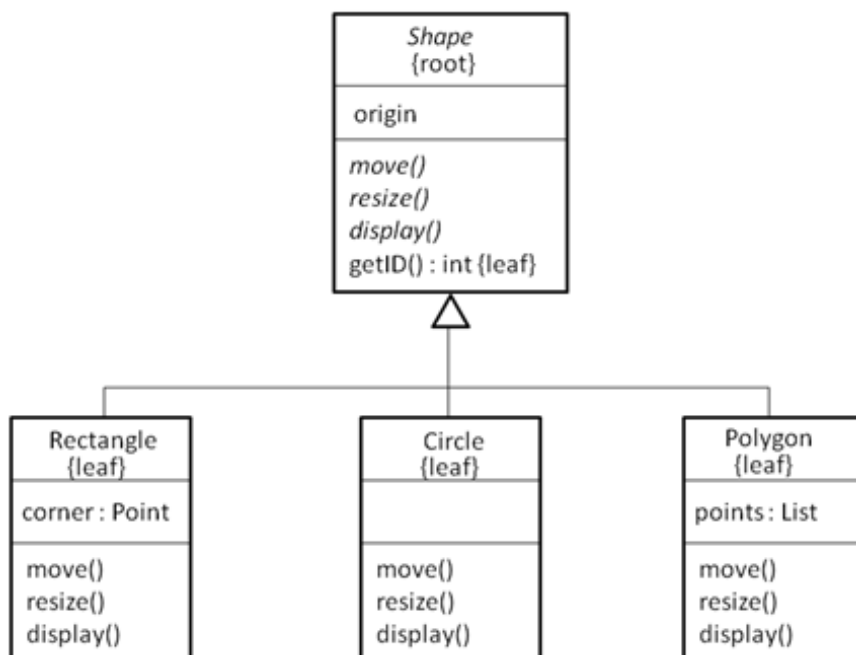 Shape
{root}
origin
move()
resize()
display()
getID() : int {leaf}
Rectangle
{leaf}
corner : Point
move()
resize()
display()
Circle
{leaf}
move()
resize()
display()
Polygon
{leaf}
points : List
move()
resize()
display()